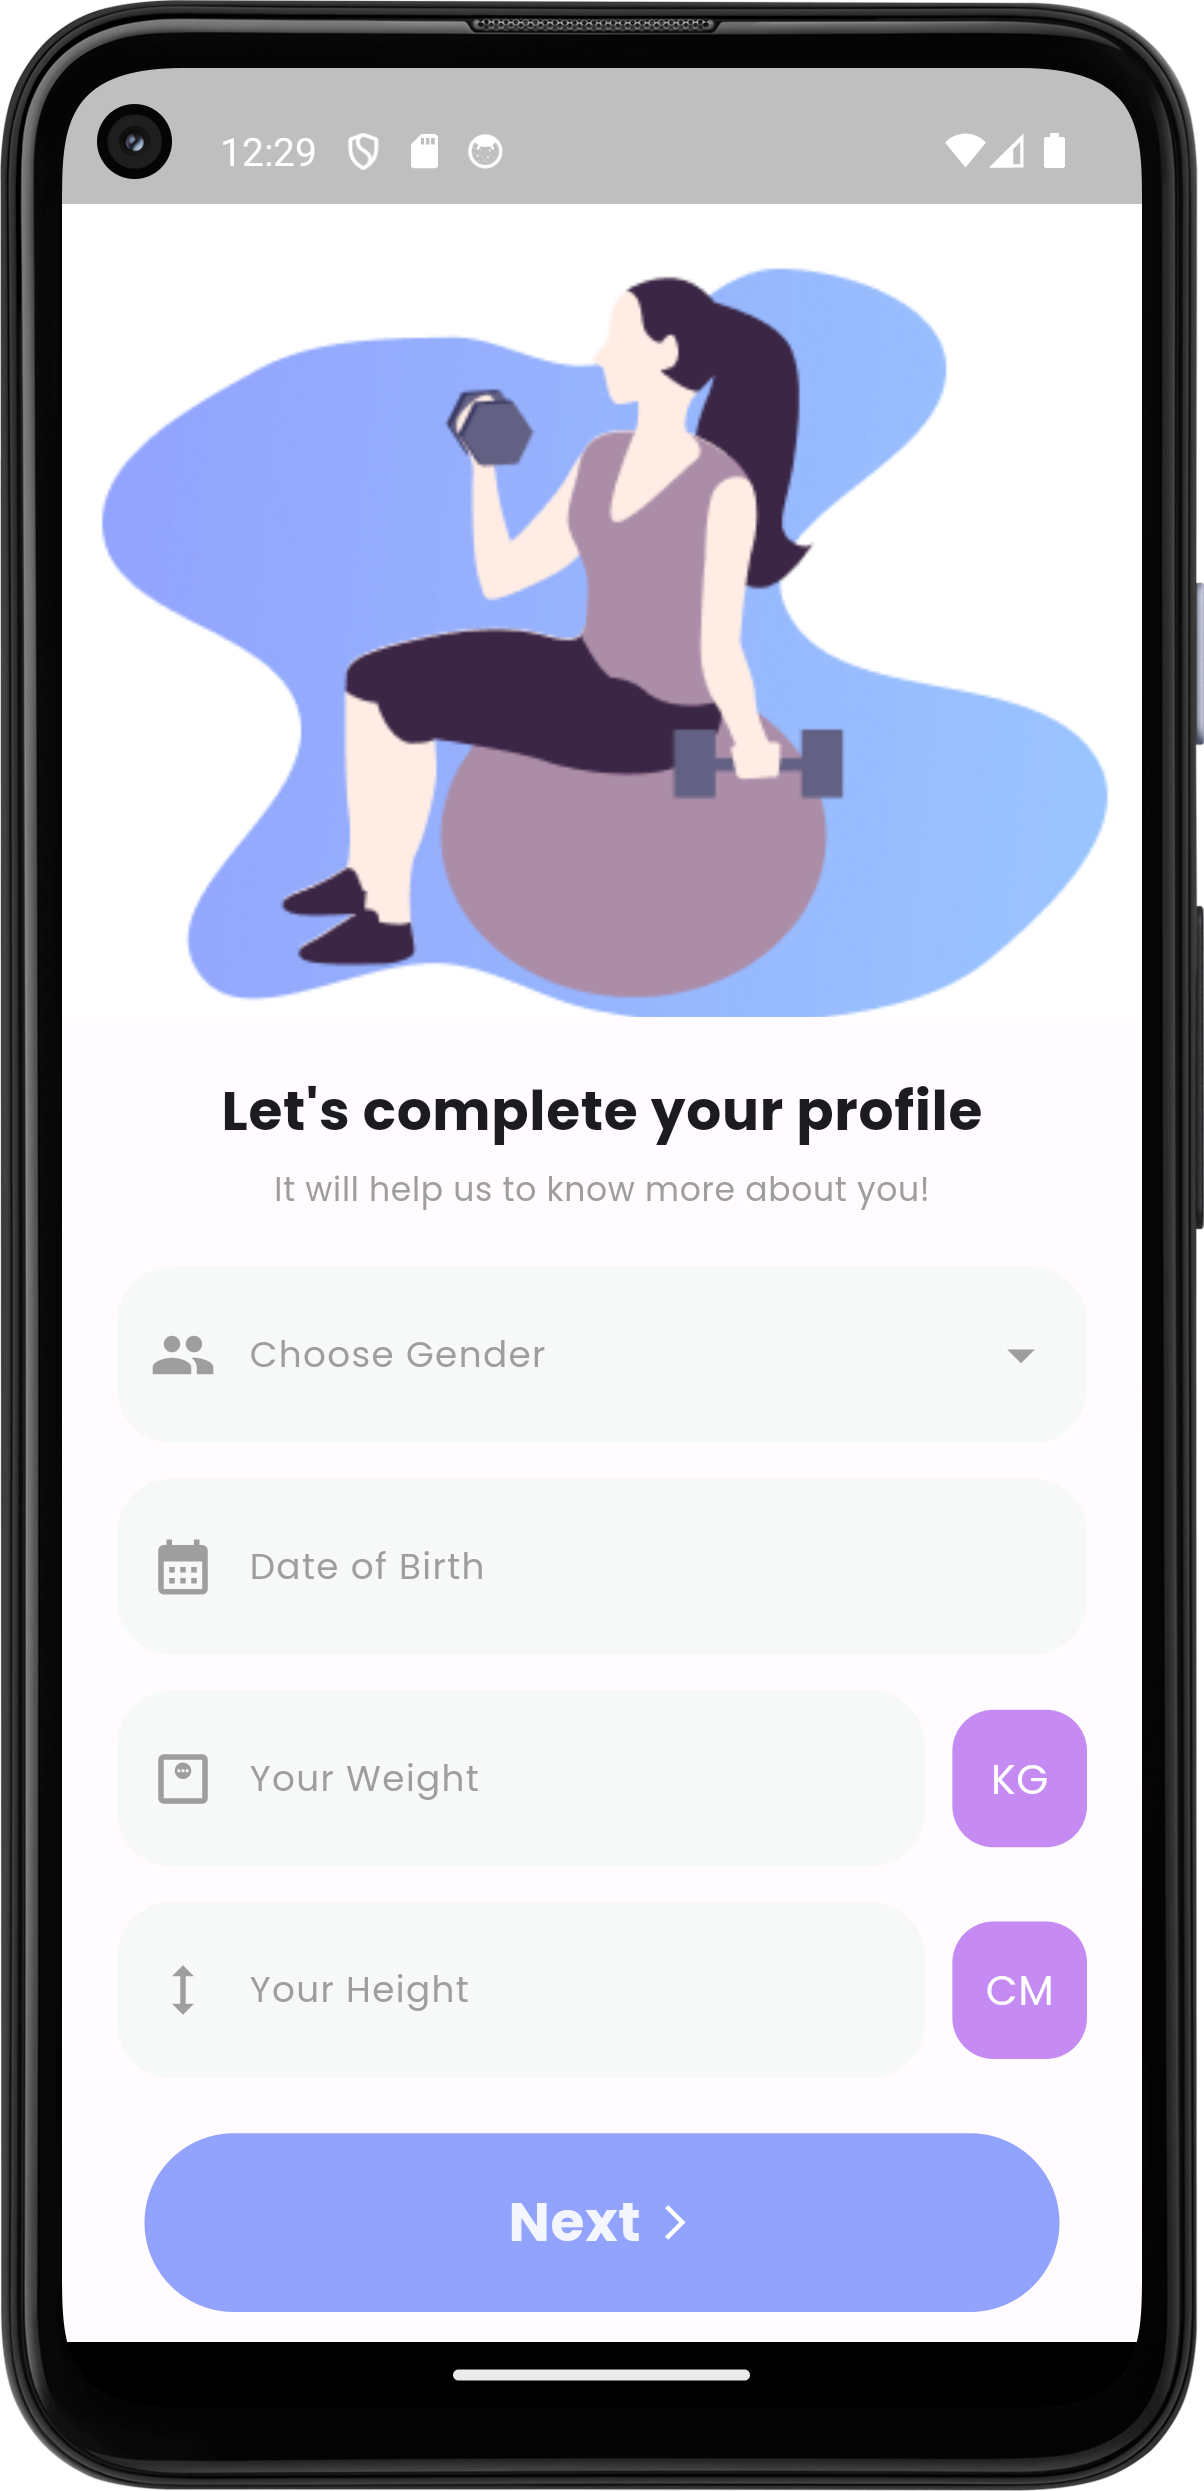 12:29
Let's complete your profile
It will help us to know more about you!
Choose Gender
Date of Birth
Your Weight
KG
Your Height
CM
Next